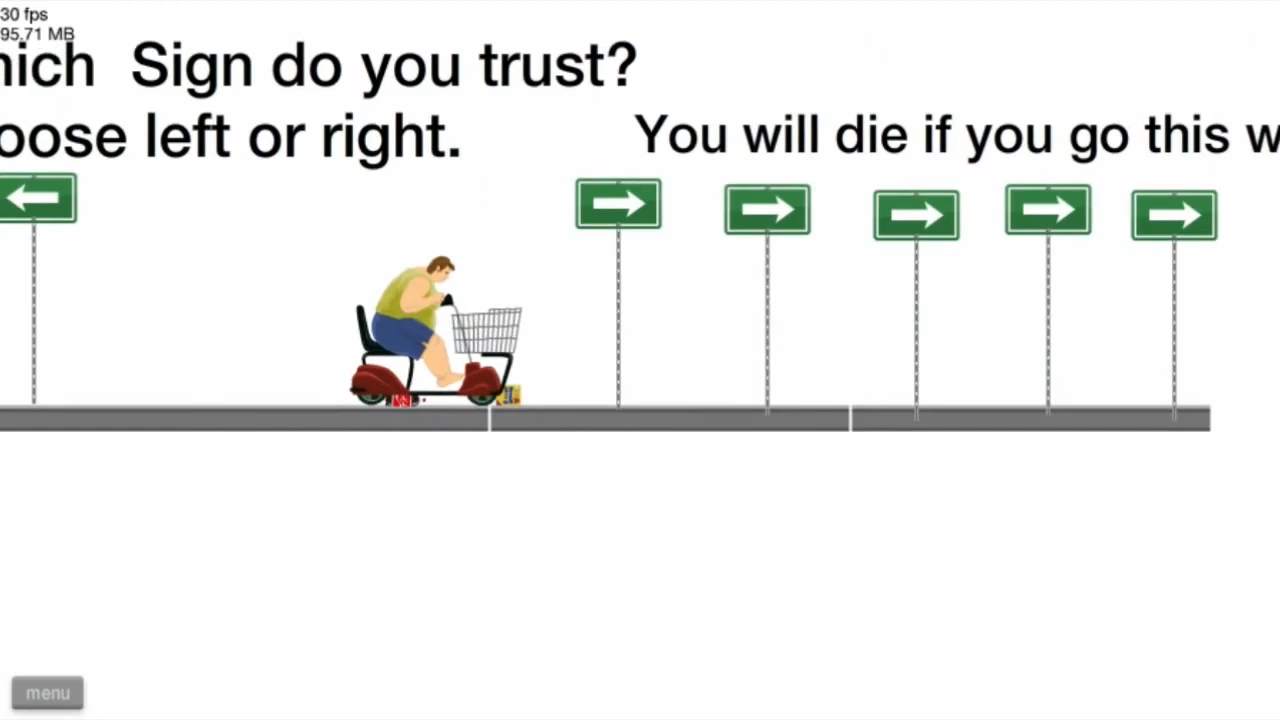 30 fps
95.71 MB
hich Sign do you trust?
oose left or right.
You will die if you go this w
menu